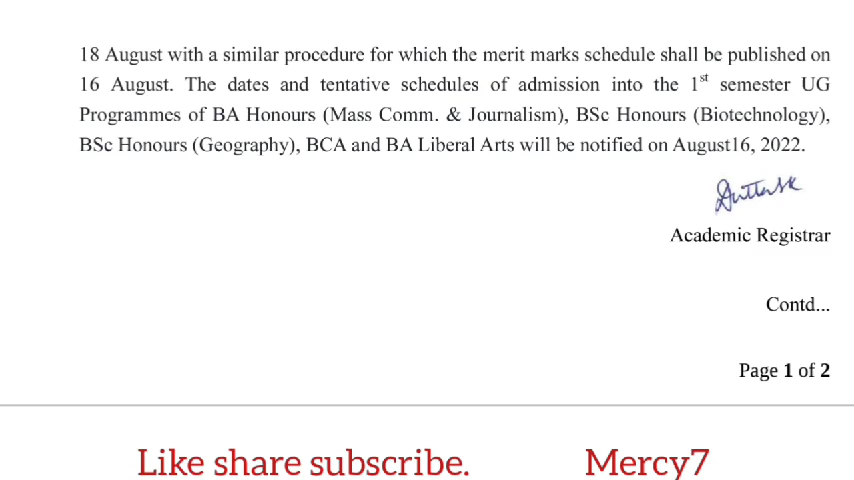 18 August with a similar procedure for which the merit marks schedule shall be published on
16 August. The dates and tentative schedules of admission into the 1st semester UG
Programmes of BA Honours (Mass Comm. & Journalism), BSc Honours (Biotechnology),
BSc Honours (Geography), BCA and BA Liberal Arts will be notified on August16, 2022.
Academic Registrar
Contd...
Page 1 of 2
Like share subscribe. Mercy7